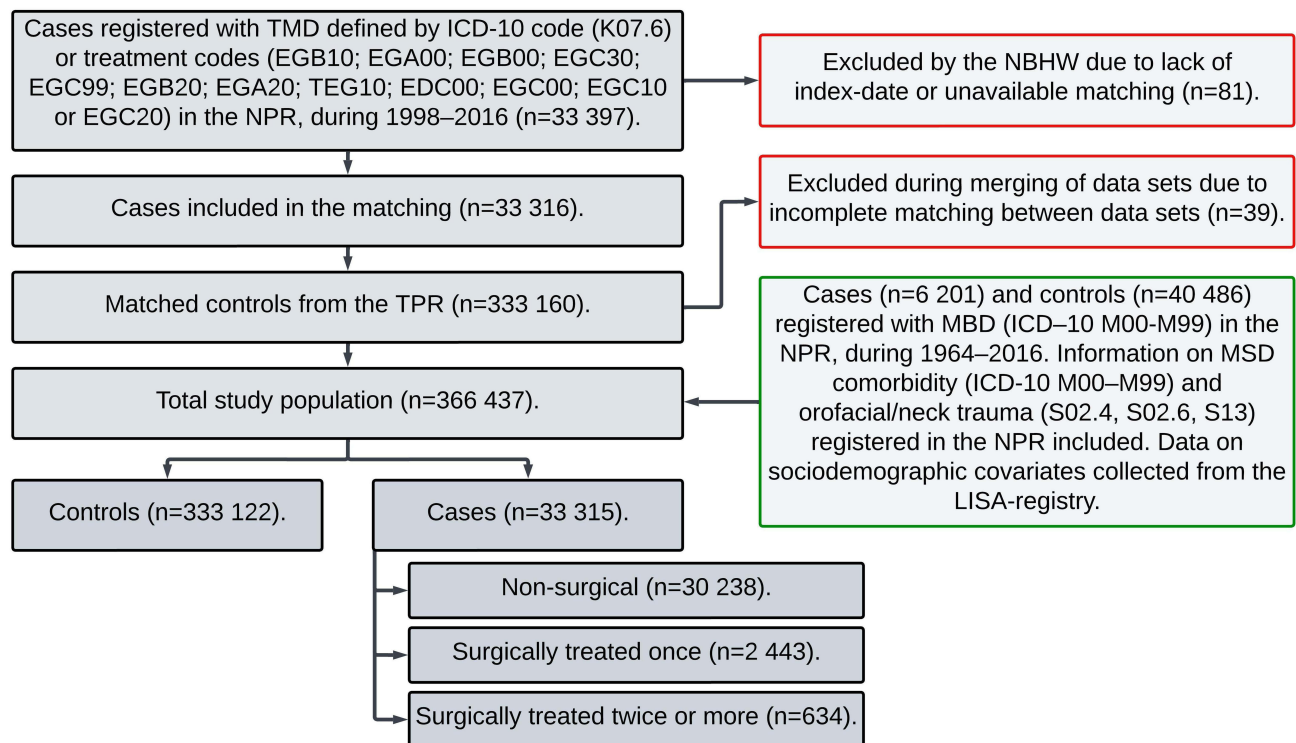 Cases registered with TMD defined by ICD-10 code (K07.6)
or treatment codes (EGB10; EGA00; EGB00; EGC30;
EGC99; EGB20; EGA20; TEG10; EDC00; EGC00; EGC10
or EGC20) in the NPR, during 1998–2016 (n=33 397).
Excluded by the NBHW due to lack of
index-date or unavailable matching (n=81).
Cases included in the matching (n=33 316).
Excluded during merging of data sets due to
incomplete matching between data sets (n=39).
Matched controls from the TPR (n=333 160).
Cases (n=6 201) and controls (n=40 486)
registered with MBD (ICD–10 M00-M99) in the
NPR, during 1964–2016. Information on MSD
comorbidity (ICD-10 M00–M99) and
orofacial/neck trauma (S02.4, S02.6, S13)
registered in the NPR included. Data on
sociodemographic covariates collected from the
LISA-registry.
Total study population (n=366 437).
Controls (n=333 122).
Cases (n=33 315).
Non-surgical (n=30 238).
Surgically treated once (n=2 443).
Surgically treated twice or more (n=634).